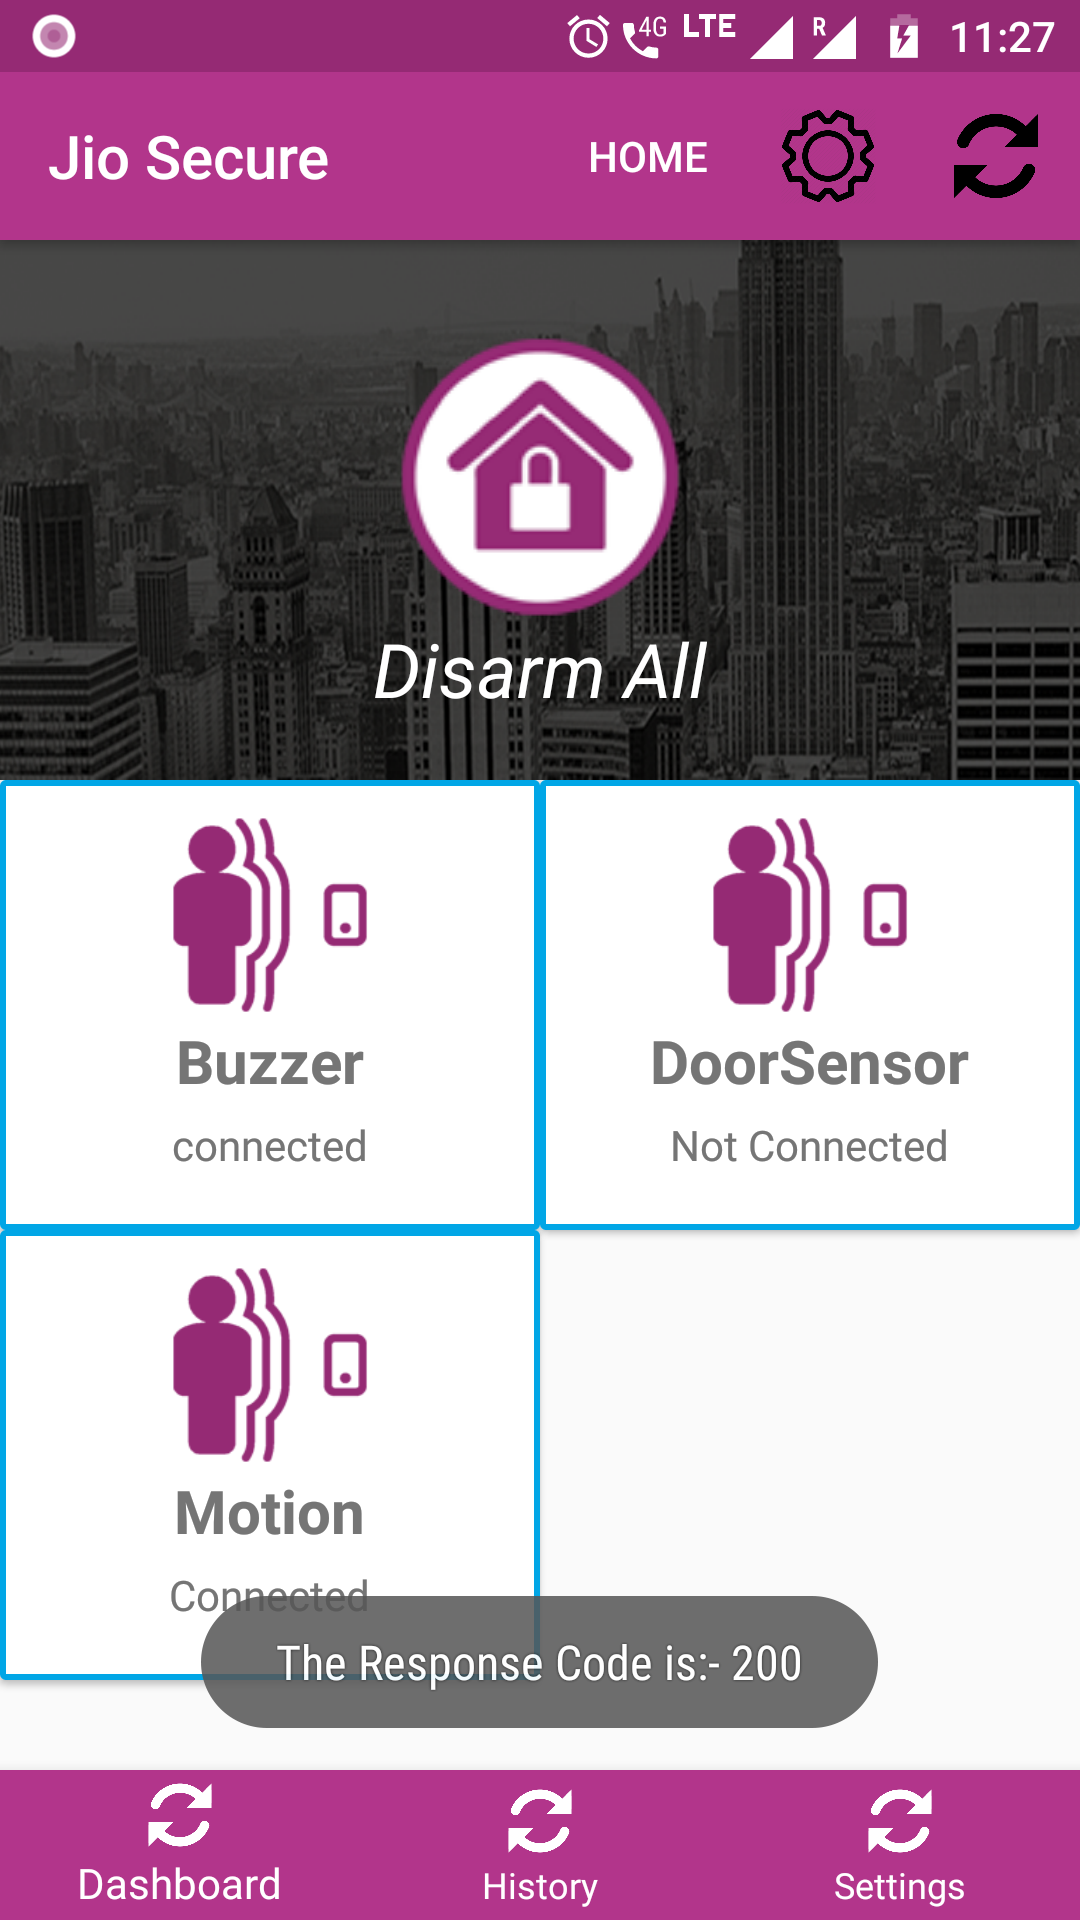 4G LTE R 11:27
Jio Secure HOME
Disarm All
Buzzer
connected
DoorSensor
Not Connected
Motion
Connected
The Response Code is:- 200
Dashboard History Settings